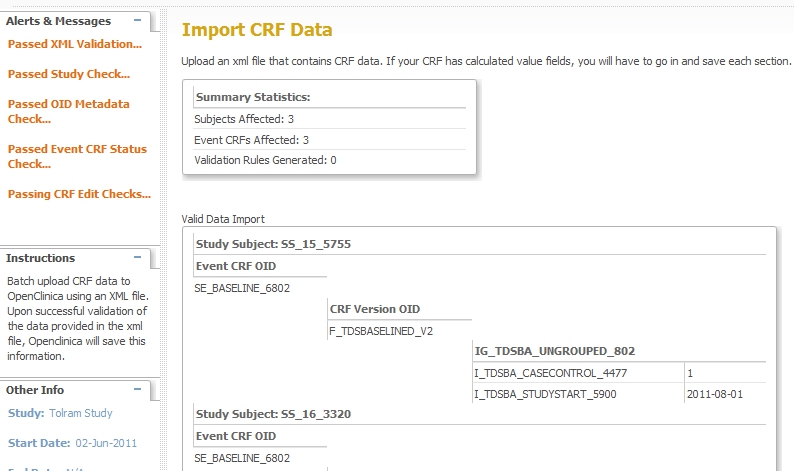 Alerts & Messages
Passed XML Validation...
Passed Study Check...
Passed OID Metadata
Check...
Passed Event CRF Status
Check...
Passing CRF Edit Checks...
Instructions
Batch upload CRF data to
OpenClinica using an XML file.
Upon successful validation of
the data provided in the xml
file, Openclinica will save this
information.
Other Info
Study: Tolram Study
Start Date: 02-Jun-2011
Import CRF Data
Upload an xml file that contains CRF data. If your CRF has calculated value fields, you will have to go in and save each section.
Summary Statistics:
Subjects Affected: 3
Event CRFs Affected: 3
Validation Rules Generated: 0
Valid Data Import
Study Subject: SS_15_5755
Event CRF OID
SE_BASELINE_6802
CRF Version OID
F_TDSBASELINED_V2
IG_TDSBA_UNGROUPED_802
I_TDSBA_CASECONTROL_4477 1
I_TDSBA_STUDYSTART_5900 2011-08-01
Study Subject: SS_16_3320
Event CRF OID
SE_BASELINE_6802